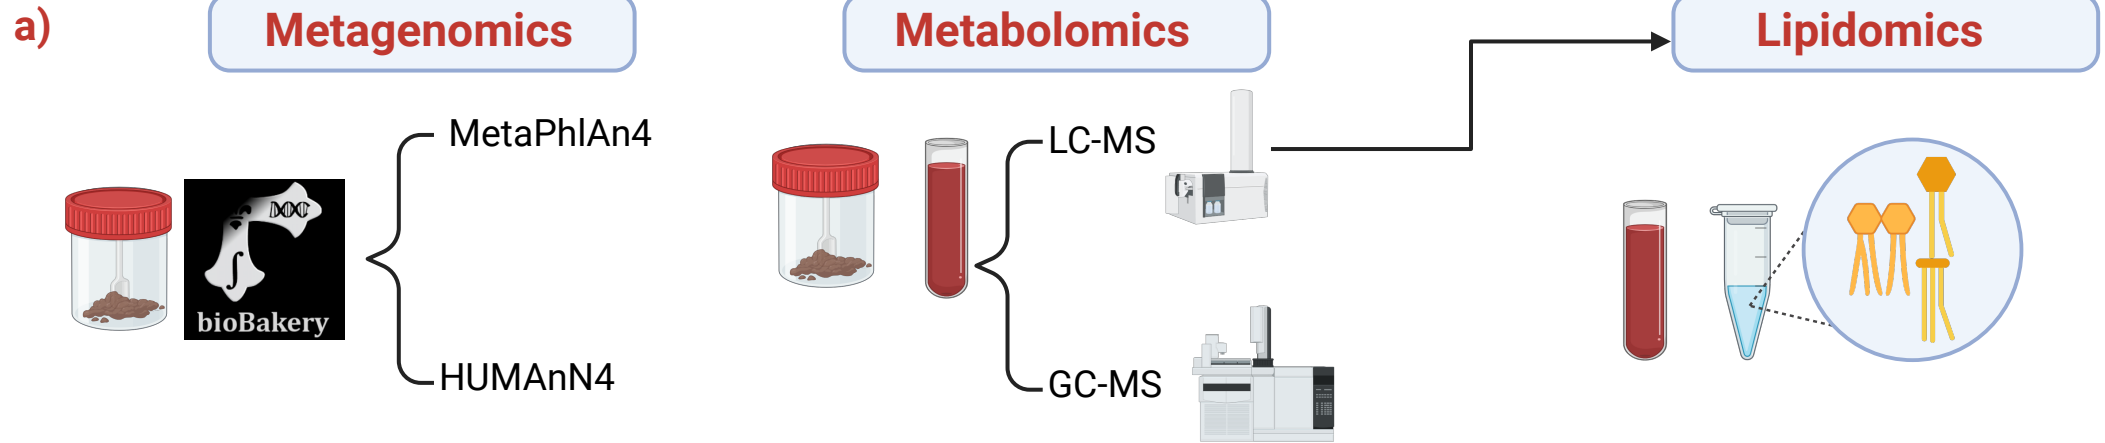 a)
Metagenomics
Metabolomics
Lipidomics
MetaPhlAn4
LC-MS
bioBakery
HUMAnN4
GC-MS